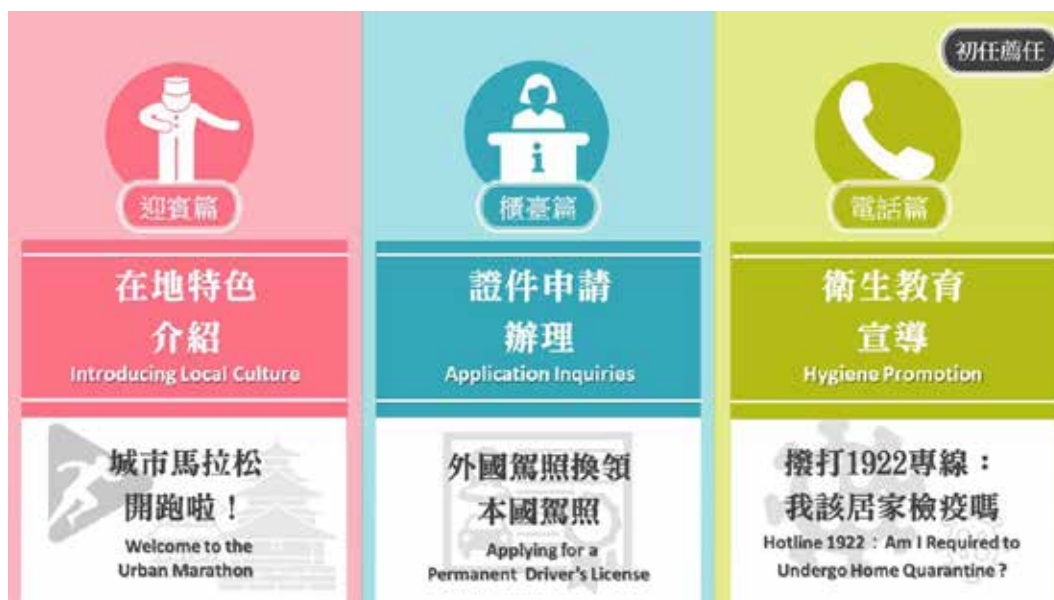 初任薦任
迎賓篇
在地特色
介紹
Introducing Local Culture
城市馬拉松
開跑啦！
Welcome to the
Urban Marathon
櫃臺篇
i
證件申請
辦理
Application Inquiries
外國駕照換領
本國駕照
Applying for a
Permanent Driver's License
電話篇
衛生教育
宣導
Hygiene Promotion
撥打1922專線：
我該居家檢疫嗎
Hotline 1922：Am I Required to
Undergo Home Quarantine?